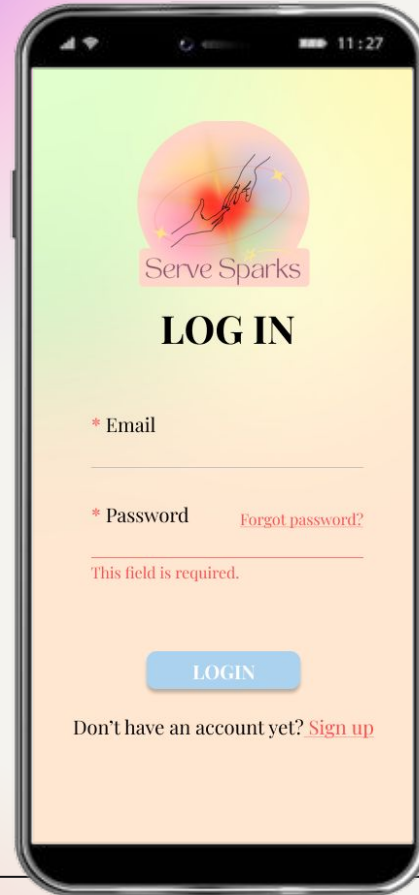 11:27
Serve Sparks
LOG IN
* Email
* Password Forgot password?
This field is required.
LOGIN
Don’t have an account yet? Sign up